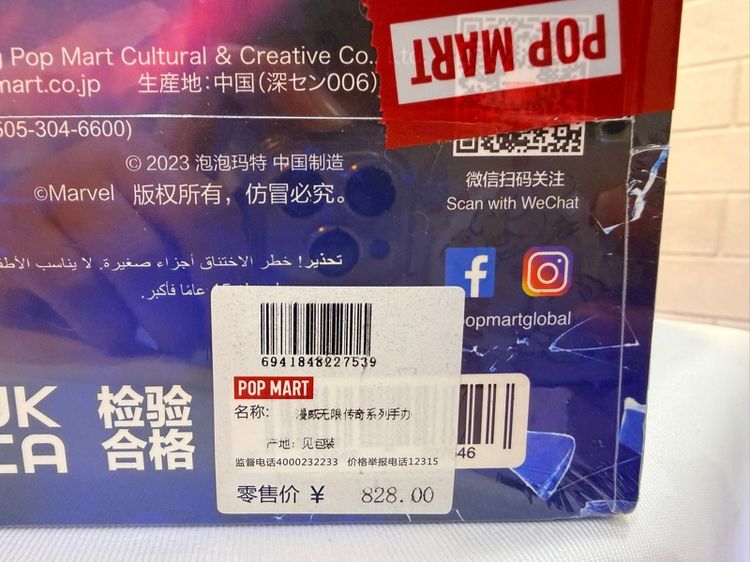 POP MART
g Pop Mart Cultural & Creative Co., Ltd
mart.co.jp 生産地:中国(深セン006)
505-304-6600)
© 2023 泡泡玛特 中国制造
©Marvel 版权所有，仿冒必究。
微信扫码关注
Scan with WeChat
تحذير! خطر الاختناق أجزاء صغيرة. لا يناسب الأطف
عامًا فأكبر.
popmartglobal
6941848227539
POP MART
名称: 漫威无限传奇系列手办
产地: 见包装
监督电话4000232233 价格举报电话12315
零售价 ¥ 828.00
46
UK
CA
检验
合格